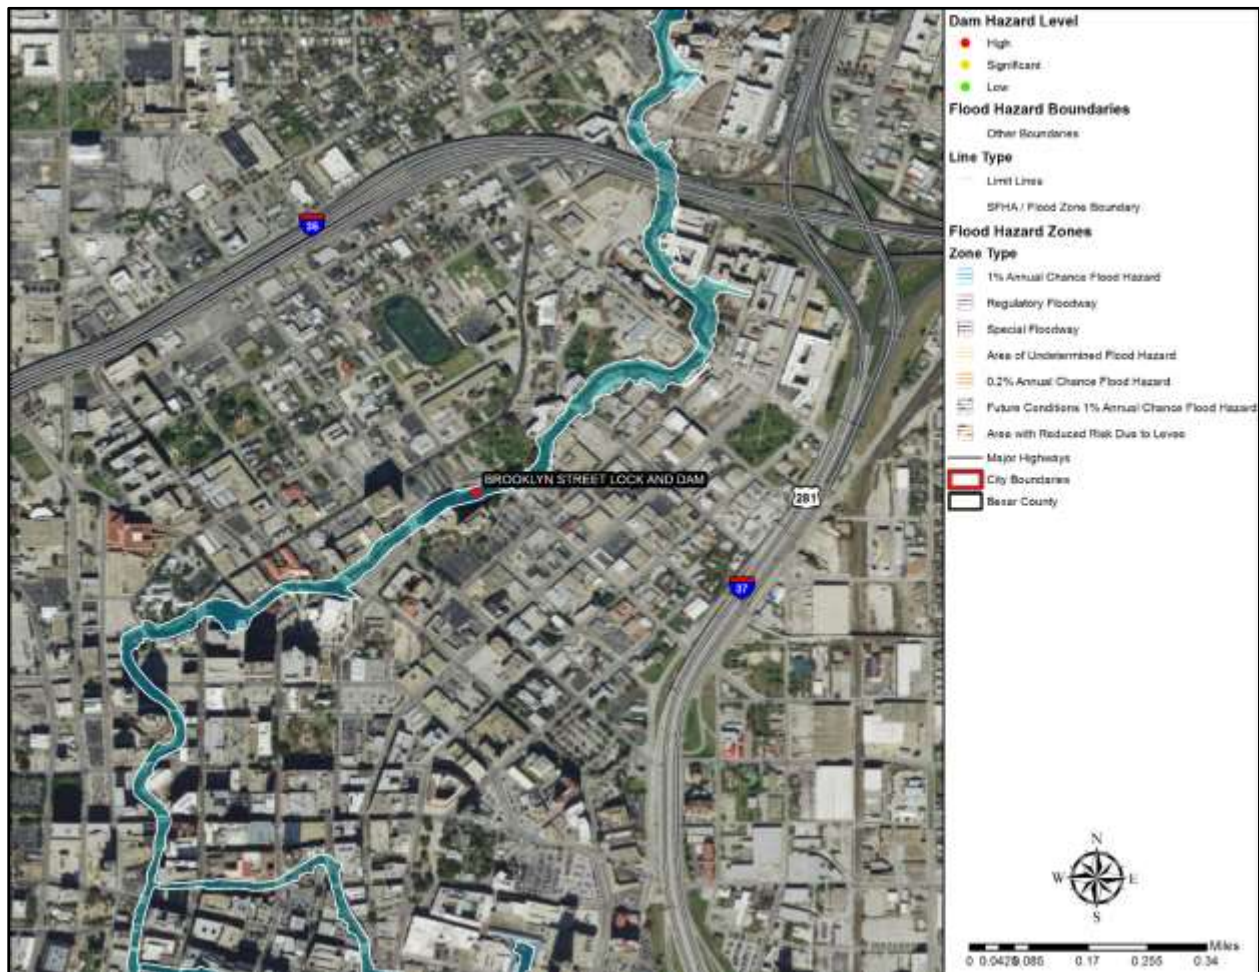 Dam Hazard Level
High
Significant
Low
Flood Hazard Boundaries
Other Boundaries
Line Type
Limit Lines
SFHA / Flood Zone Boundary
Flood Hazard Zones
Zone Type
1% Annual Chance Flood Hazard
Regulatory Floodway
Special Floodway
Area of Undetermined Flood Hazard
0.2% Annual Chance Flood Hazard
Future Conditions 1% Annual Chance Flood Hazard
Area with Reduced Risk Due to Levee
Major Highways
City Boundaries
Bexar County
35
BROOKLYN STREET LOCK AND DAM
281
37
N
W E
S
Miles
0 0.0425 0.085 0.17 0.255 0.34